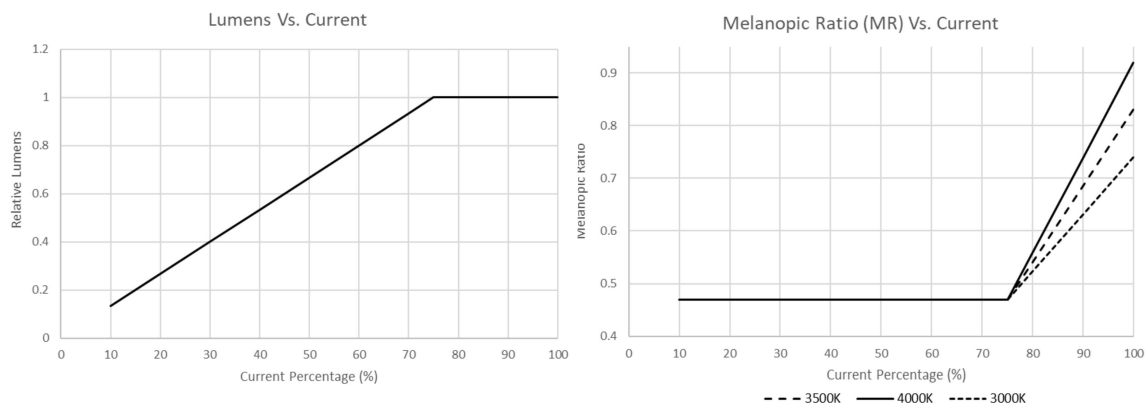 Lumens Vs. Current
1.2
1
0.8
0.6
0.4
0.2
0
Relative Lumens
0 10 20 30 40 50 60 70 80 90 100
Current Percentage (%)
Melanopic Ratio (MR) Vs. Current
0.9
0.8
0.7
0.6
0.5
0.4
Melanopic Ratio
0 10 20 30 40 50 60 70 80 90 100
Current Percentage (%)
3500K 4000K 3000K